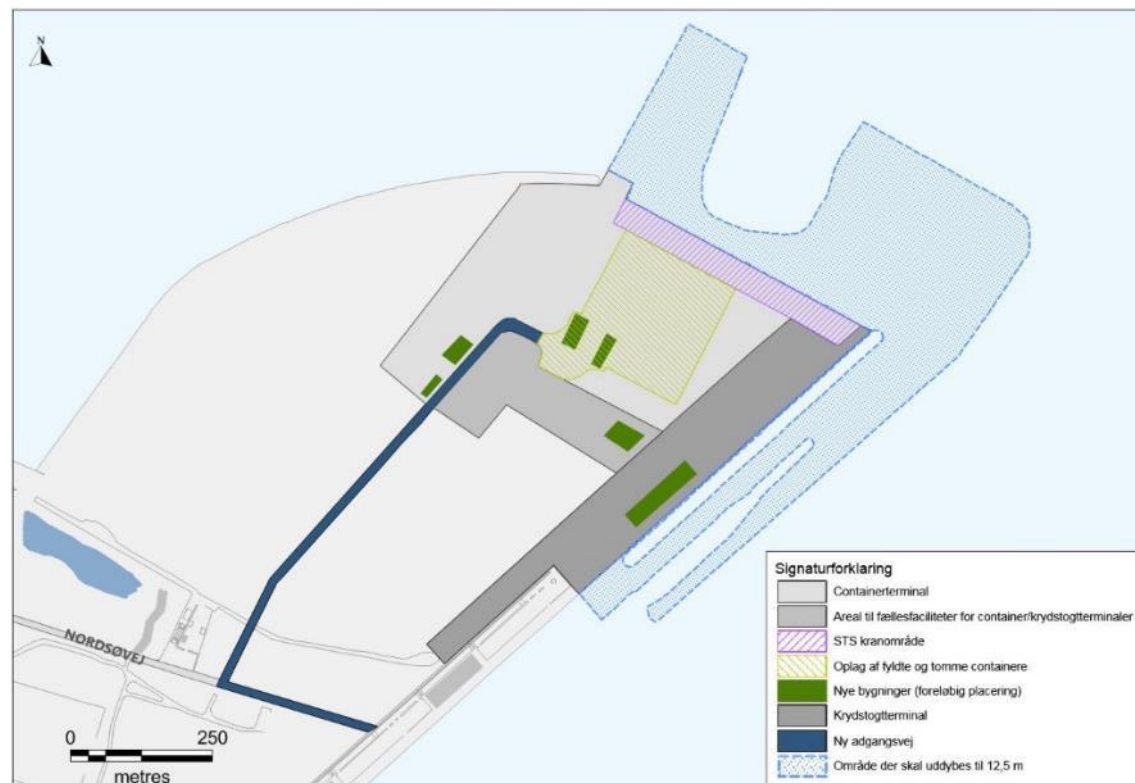 N
NORDSØVEJ
0 250
metres
Signaturforklaring
Containerterminal
Areal til fællesfaciliteter for container/krydstogtterminaler
STS kranområde
Oplag af fyldte og tomme containere
Nye bygninger (foreløbig placering)
Krydstogtterminal
Ny adgangsvej
Område der skal uddybes til 12,5 m